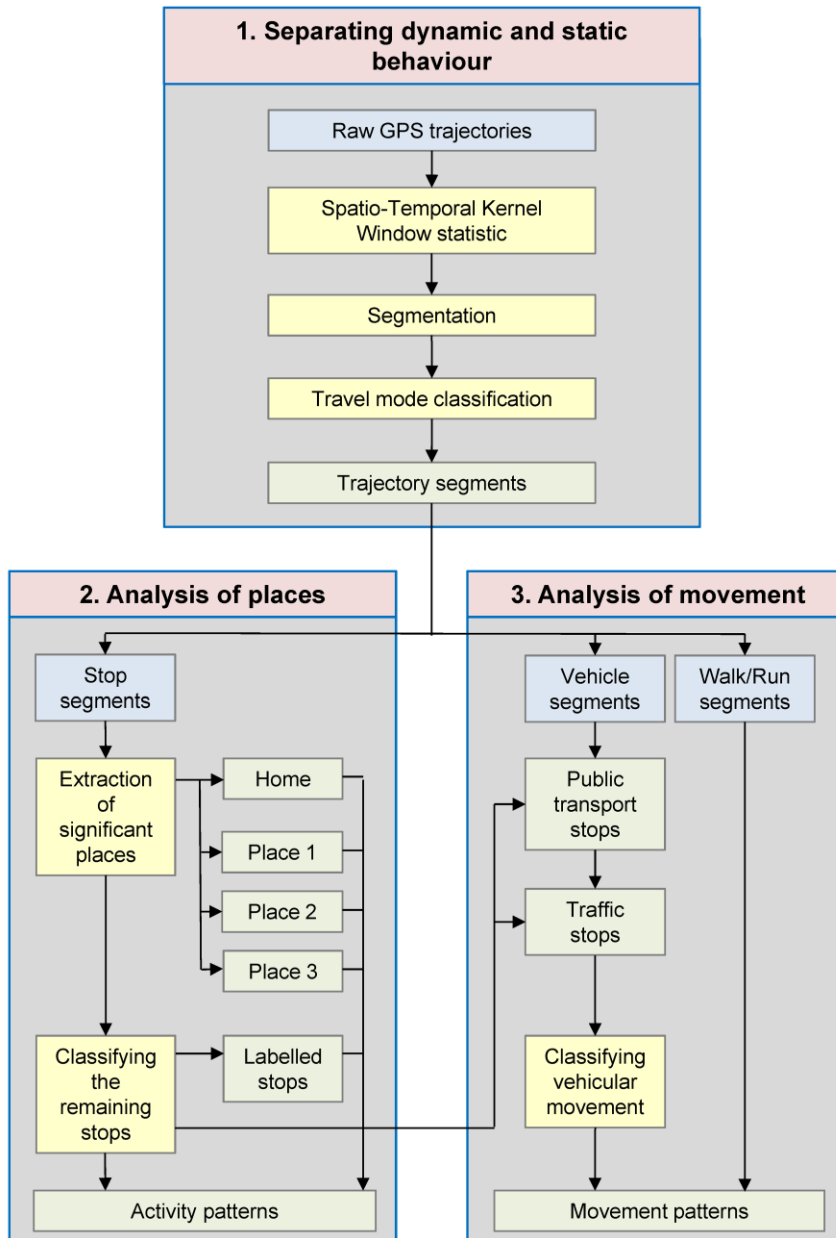 1. Separating dynamic and static
behaviour
Raw GPS trajectories
Spatio-Temporal Kernel
Window statistic
Segmentation
Travel mode classification
Trajectory segments
2. Analysis of places
Stop
segments
Extraction
of
significant
places
Home
Place 1
Place 2
Place 3
Classifying
the
remaining
stops
Labelled
stops
Activity patterns
3. Analysis of movement
Vehicle
segments
Walk/Run
segments
Public
transport
stops
Traffic
stops
Classifying
vehicular
movement
Movement patterns